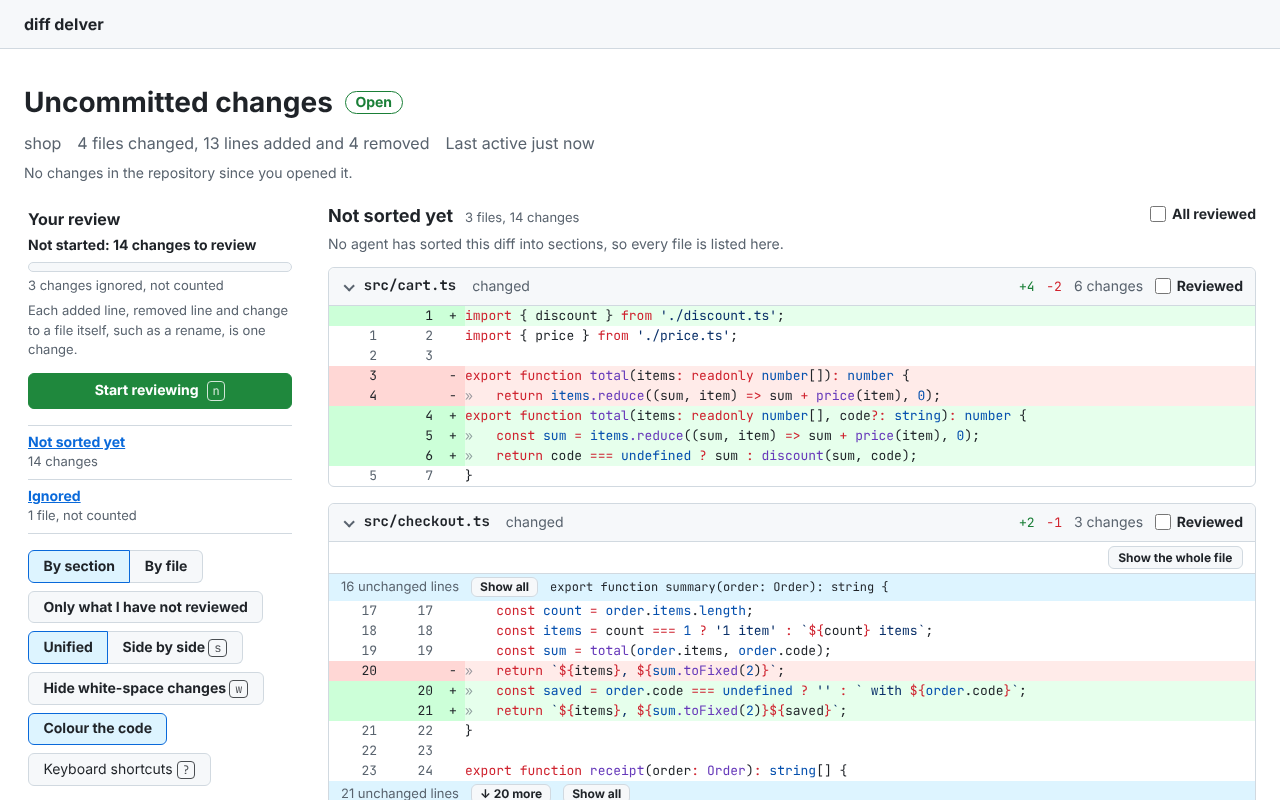 diff delver
Uncommitted changes Open
shop 4 files changed, 13 lines added and 4 removed Last active just now
No changes in the repository since you opened it.
Your review
Not started: 14 changes to review
3 changes ignored, not counted
Each added line, removed line and change
to a file itself, such as a rename, is one
change.
Start reviewing n
Not sorted yet
14 changes
Ignored
1 file, not counted
By section By file
Only what I have not reviewed
Unified Side by side s
Hide white-space changes w
Colour the code
Keyboard shortcuts ?
Not sorted yet 3 files, 14 changes All reviewed
No agent has sorted this diff into sections, so every file is listed here.
src/cart.ts changed +4 -2 6 changes Reviewed
1 + import { discount } from './discount.ts';
1 2 import { price } from './price.ts';
2 3
3 - export function total(items: readonly number[]): number {
4 - » return items.reduce((sum, item) => sum + price(item), 0);
4 + export function total(items: readonly number[], code?: string): number {
5 + » const sum = items.reduce((sum, item) => sum + price(item), 0);
6 + » return code === undefined ? sum : discount(sum, code);
5 7 }
src/checkout.ts changed +2 -1 3 changes Reviewed
Show the whole file
16 unchanged lines Show all export function summary(order: Order): string {
17 17 const count = order.items.length;
18 18 const items = count === 1 ? '1 item' : `${count} items`;
19 19 const sum = total(order.items, order.code);
20 - » return `${items}, ${sum.toFixed(2)}`;
20 + » const saved = order.code === undefined ? '' : ` with ${order.code}`;
21 + » return `${items}, ${sum.toFixed(2)}${saved}`;
21 22 }
22 23
23 24 export function receipt(order: Order): string[] {
21 unchanged lines ↓ 20 more Show all